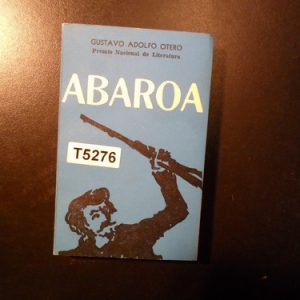 GUSTAVO ADOLFO OTERO
Premio Nacional de Literatura
ABAROA
T5276